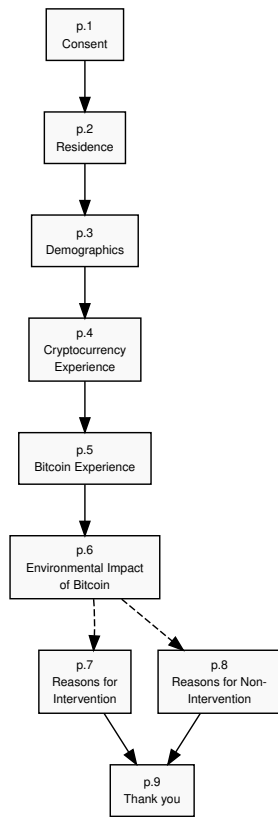 p.1
Consent
p.2
Residence
p.3
Demographics
p.4
Cryptocurrency
Experience
p.5
Bitcoin Experience
p.6
Environmental Impact
of Bitcoin
p.7
Reasons for
Intervention
p.8
Reasons for Non-
Intervention
p.9
Thank you